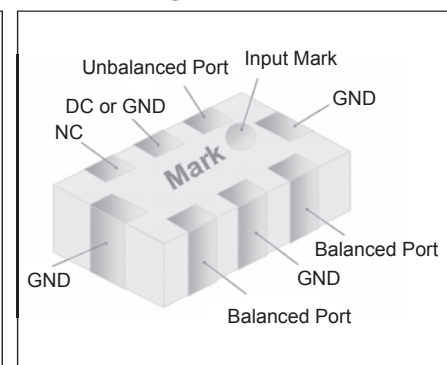 Input Mark
Unbalanced Port
DC or GND
GND
NC
Mark
Balanced Port
GND
GND
Balanced Port